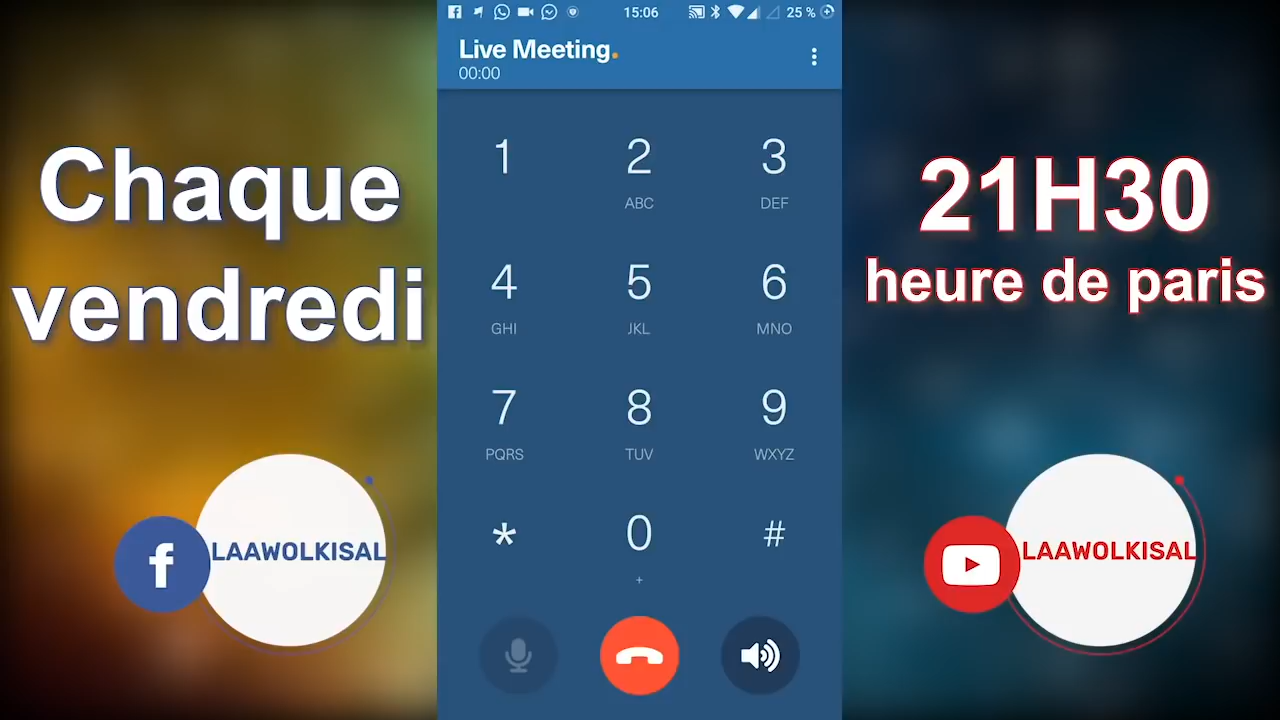 15:06
25 %
Live Meeting.
00:00
Chaque
vendredi
21H30
heure de paris
1
2
3
ABC
DEF
4
5
6
GHI
JKL
MNO
7
8
9
PQRS
TUV
WXYZ
*
0
#
+
f
LAAWOLKISAL
LAAWOLKISAL